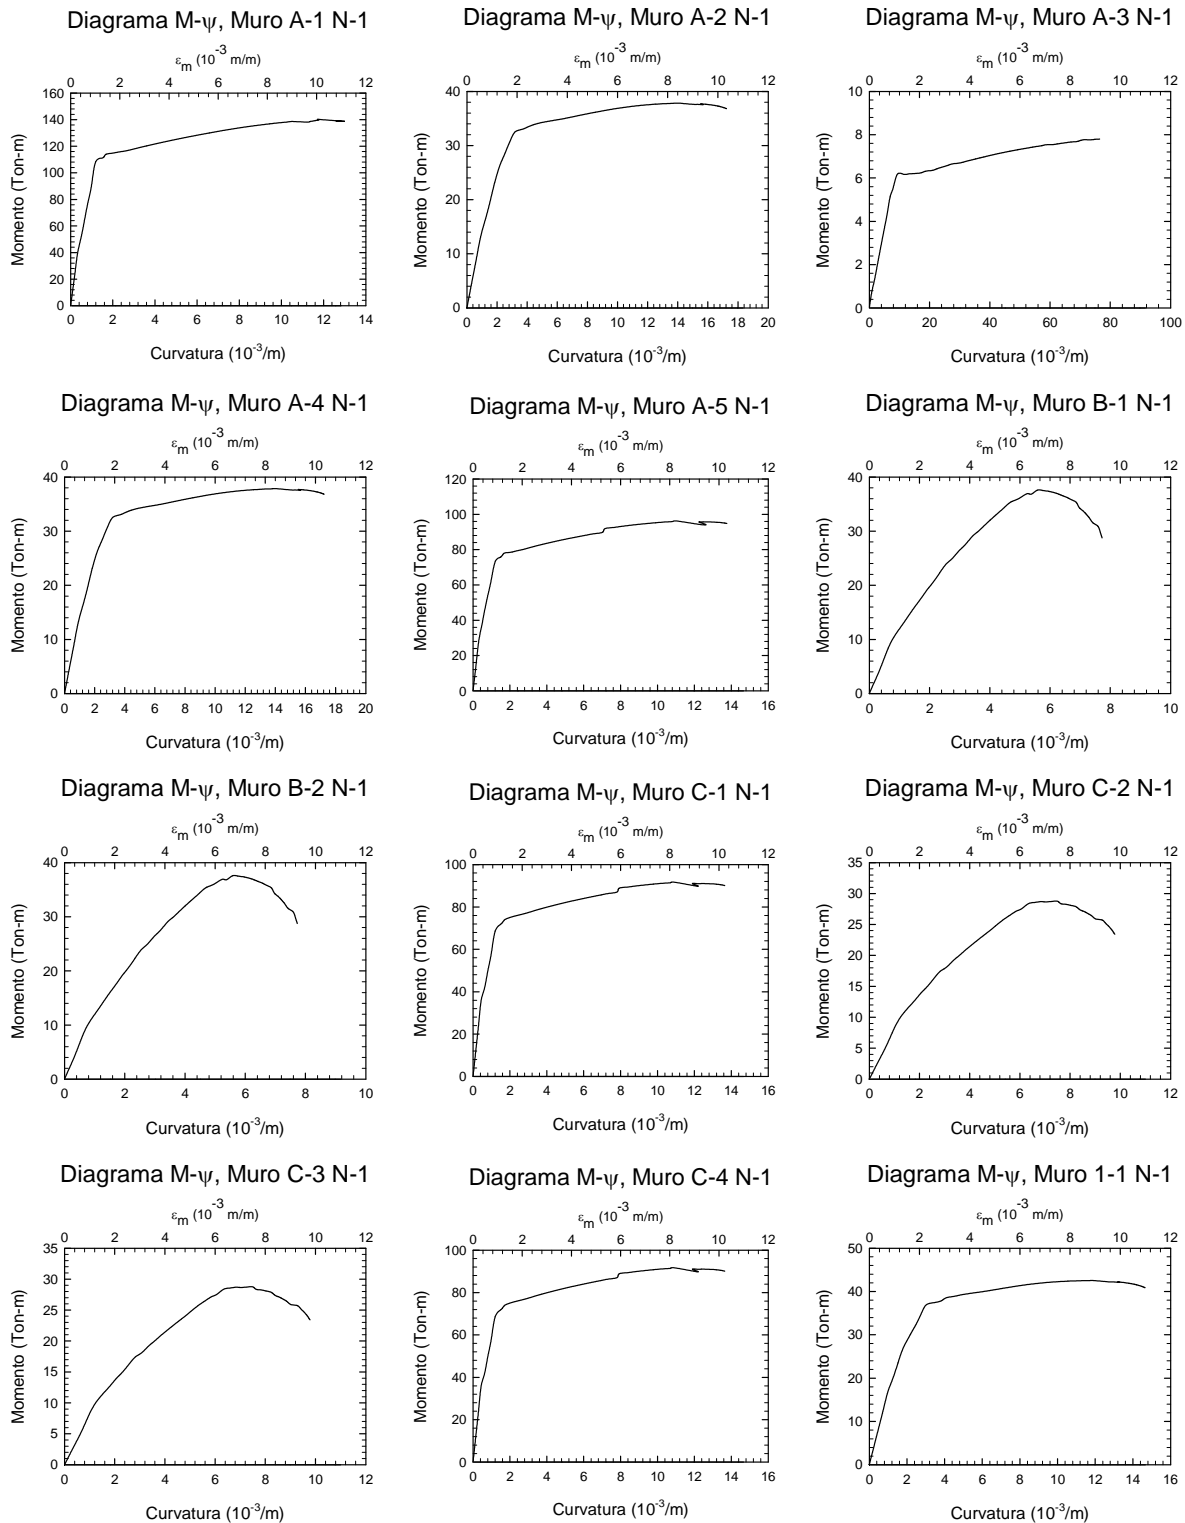 Diagrama M-ψ, Muro A-1 N-1
ε_m (10^-3 m/m)
0 2 4 6 8 10 12
160
140
120
100
80
60
40
20
0
Momento (Ton-m)
0 2 4 6 8 10 12 14
Curvatura (10^-3/m)
Diagrama M-ψ, Muro A-2 N-1
ε_m (10^-3 m/m)
0 2 4 6 8 10 12
40
30
20
10
0
Momento (Ton-m)
0 2 4 6 8 10 12 14 16 18 20
Curvatura (10^-3/m)
Diagrama M-ψ, Muro A-3 N-1
ε_m (10^-3 m/m)
0 2 4 6 8 10 12
10
8
6
4
2
0
Momento (Ton-m)
0 20 40 60 80 100
Curvatura (10^-3/m)
Diagrama M-ψ, Muro A-4 N-1
ε_m (10^-3 m/m)
0 2 4 6 8 10 12
40
30
20
10
0
Momento (Ton-m)
0 2 4 6 8 10 12 14 16 18 20
Curvatura (10^-3/m)
Diagrama M-ψ, Muro A-5 N-1
ε_m (10^-3 m/m)
0 2 4 6 8 10 12
120
100
80
60
40
20
0
Momento (Ton-m)
0 2 4 6 8 10 12 14 16
Curvatura (10^-3/m)
Diagrama M-ψ, Muro B-1 N-1
ε_m (10^-3 m/m)
0 2 4 6 8 10 12
40
30
20
10
0
Momento (Ton-m)
0 2 4 6 8 10
Curvatura (10^-3/m)
Diagrama M-ψ, Muro B-2 N-1
ε_m (10^-3 m/m)
0 2 4 6 8 10 12
40
30
20
10
0
Momento (Ton-m)
0 2 4 6 8 10
Curvatura (10^-3/m)
Diagrama M-ψ, Muro C-1 N-1
ε_m (10^-3 m/m)
0 2 4 6 8 10 12
100
80
60
40
20
0
Momento (Ton-m)
0 2 4 6 8 10 12 14 16
Curvatura (10^-3/m)
Diagrama M-ψ, Muro C-2 N-1
ε_m (10^-3 m/m)
0 2 4 6 8 10 12
35
30
25
20
15
10
5
0
Momento (Ton-m)
0 2 4 6 8 10 12
Curvatura (10^-3/m)
Diagrama M-ψ, Muro C-3 N-1
ε_m (10^-3 m/m)
0 2 4 6 8 10 12
35
30
25
20
15
10
5
0
Momento (Ton-m)
0 2 4 6 8 10 12
Curvatura (10^-3/m)
Diagrama M-ψ, Muro C-4 N-1
ε_m (10^-3 m/m)
0 2 4 6 8 10 12
100
80
60
40
20
0
Momento (Ton-m)
0 2 4 6 8 10 12 14 16
Curvatura (10^-3/m)
Diagrama M-ψ, Muro 1-1 N-1
ε_m (10^-3 m/m)
0 2 4 6 8 10 12
50
40
30
20
10
0
Momento (Ton-m)
0 2 4 6 8 10 12 14 16
Curvatura (10^-3/m)